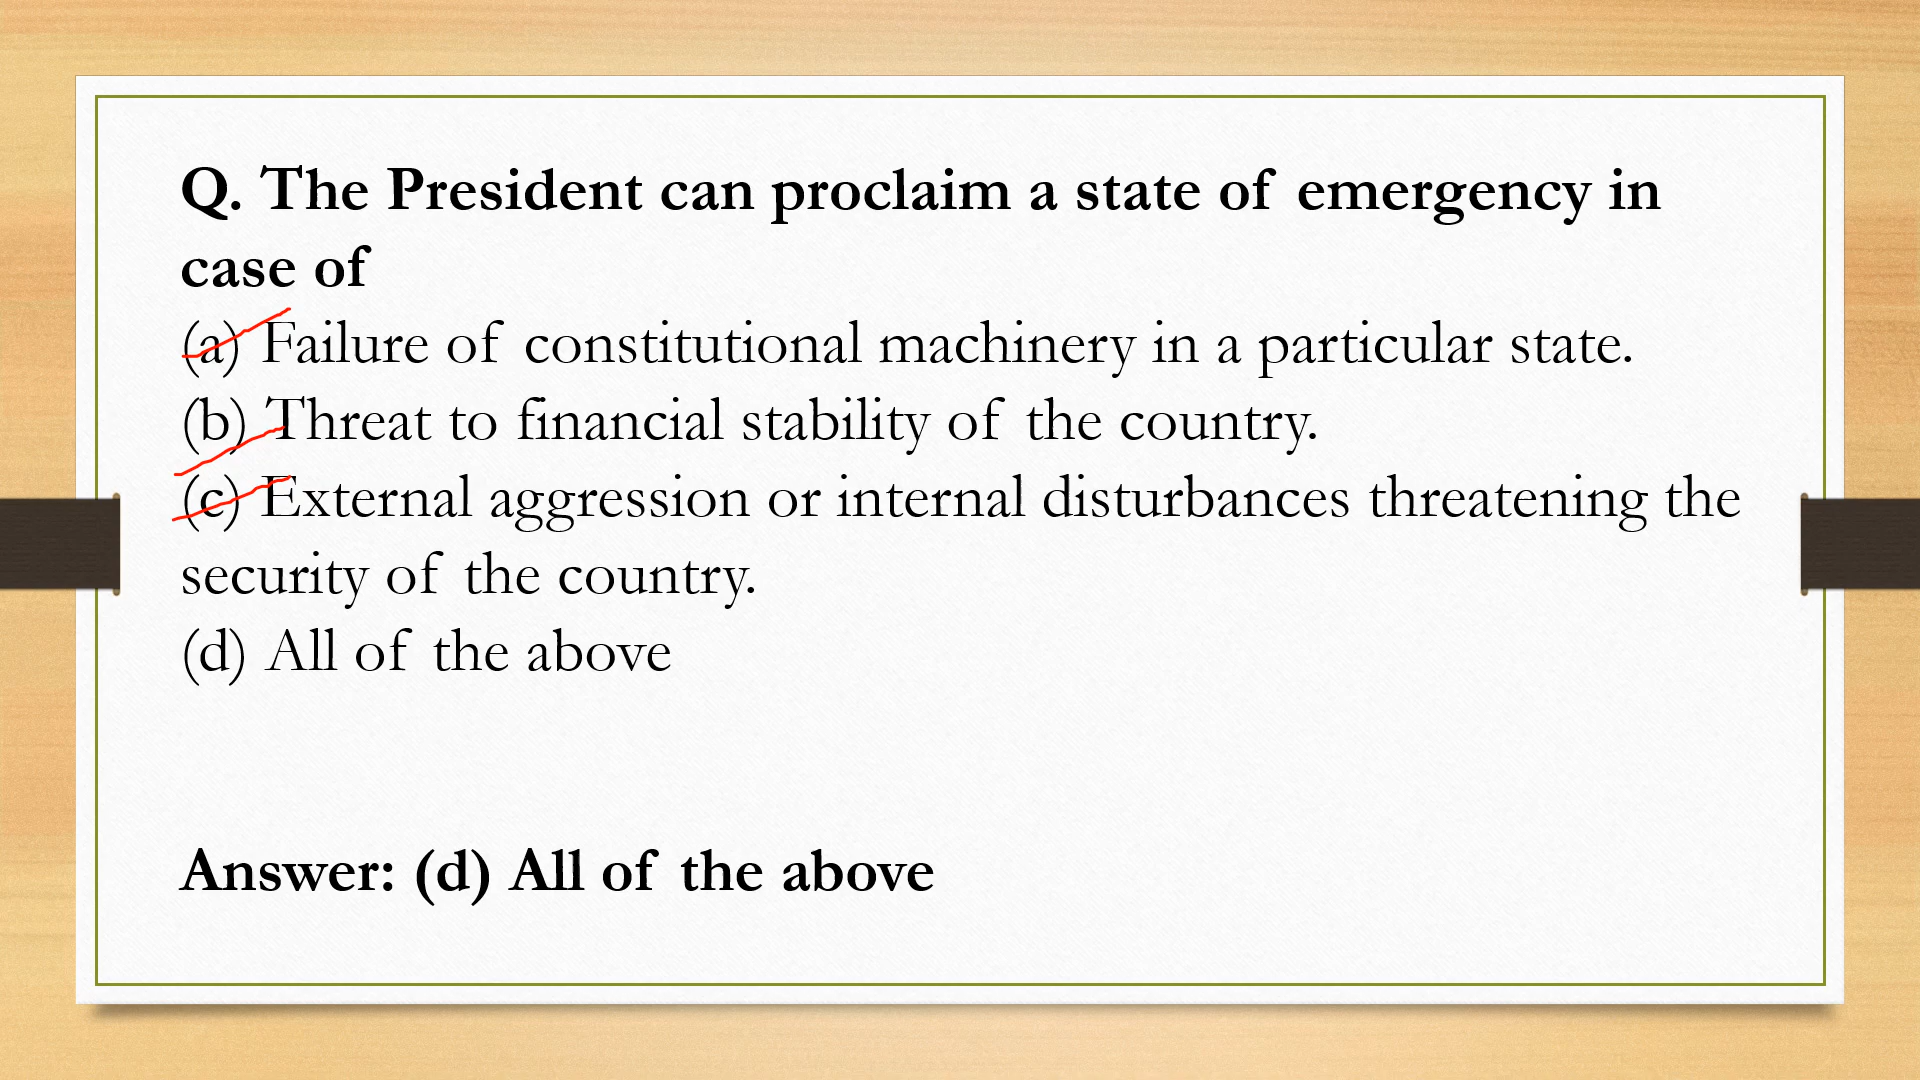 Q. The President can proclaim a state of emergency in
case of
(a) Failure of constitutional machinery in a particular state.
(b) Threat to financial stability of the country.
(c) External aggression or internal disturbances threatening the
security of the country.
(d) All of the above
Answer: (d) All of the above